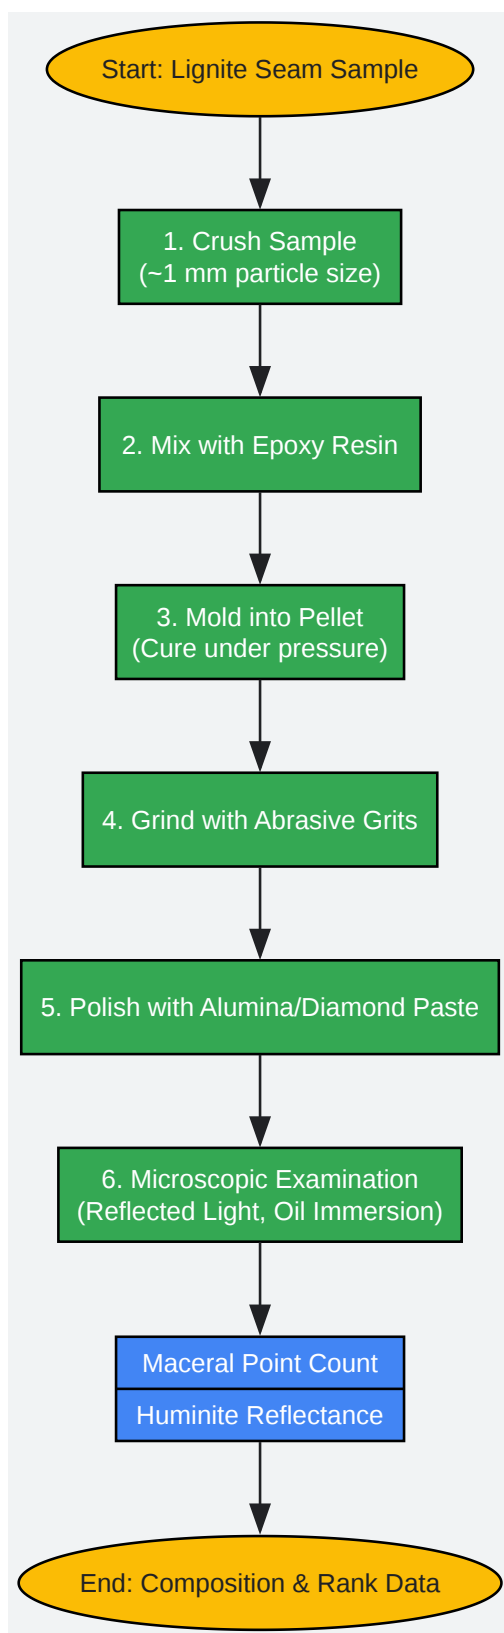 Start: Lignite Seam Sample
1. Crush Sample
(~1 mm particle size)
2. Mix with Epoxy Resin
3. Mold into Pellet
(Cure under pressure)
4. Grind with Abrasive Grits
5. Polish with Alumina/Diamond Paste
6. Microscopic Examination
(Reflected Light, Oil Immersion)
Maceral Point Count
Huminite Reflectance
End: Composition & Rank Data